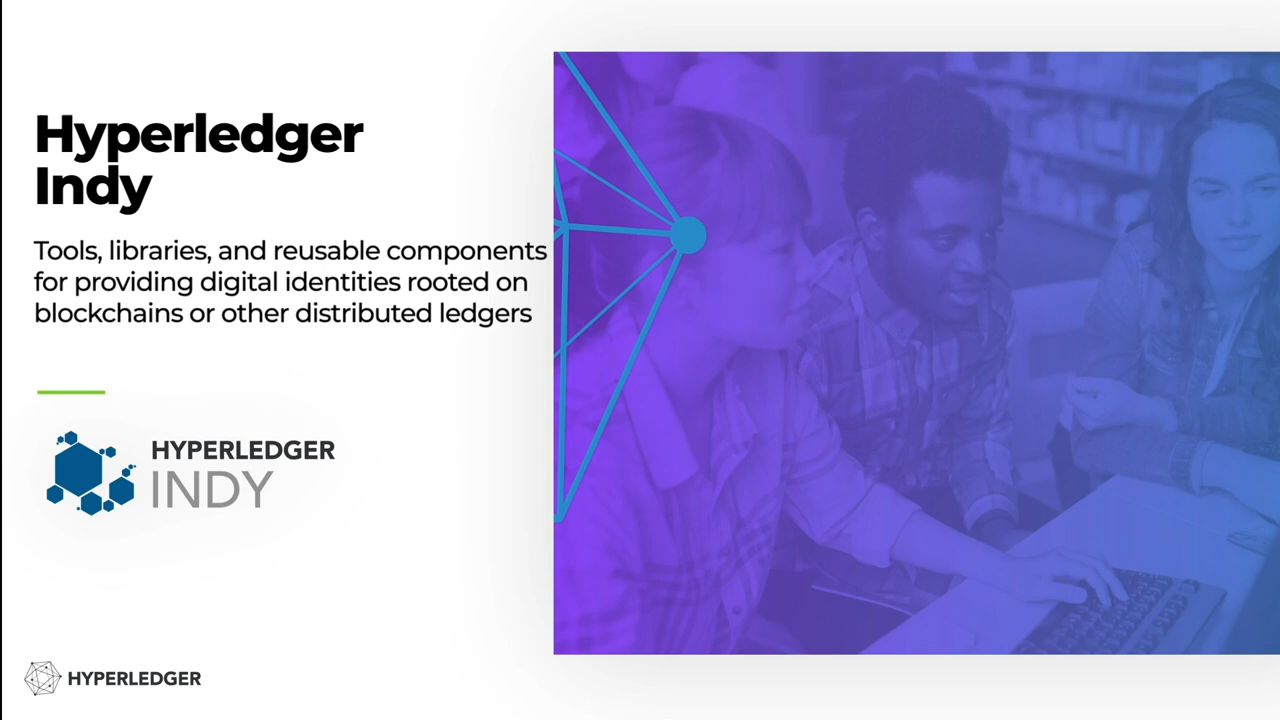 Hyperledger
Indy
Tools, libraries, and reusable components
for providing digital identities rooted on
blockchains or other distributed ledgers
HYPERLEDGER
INDY
HYPERLEDGER